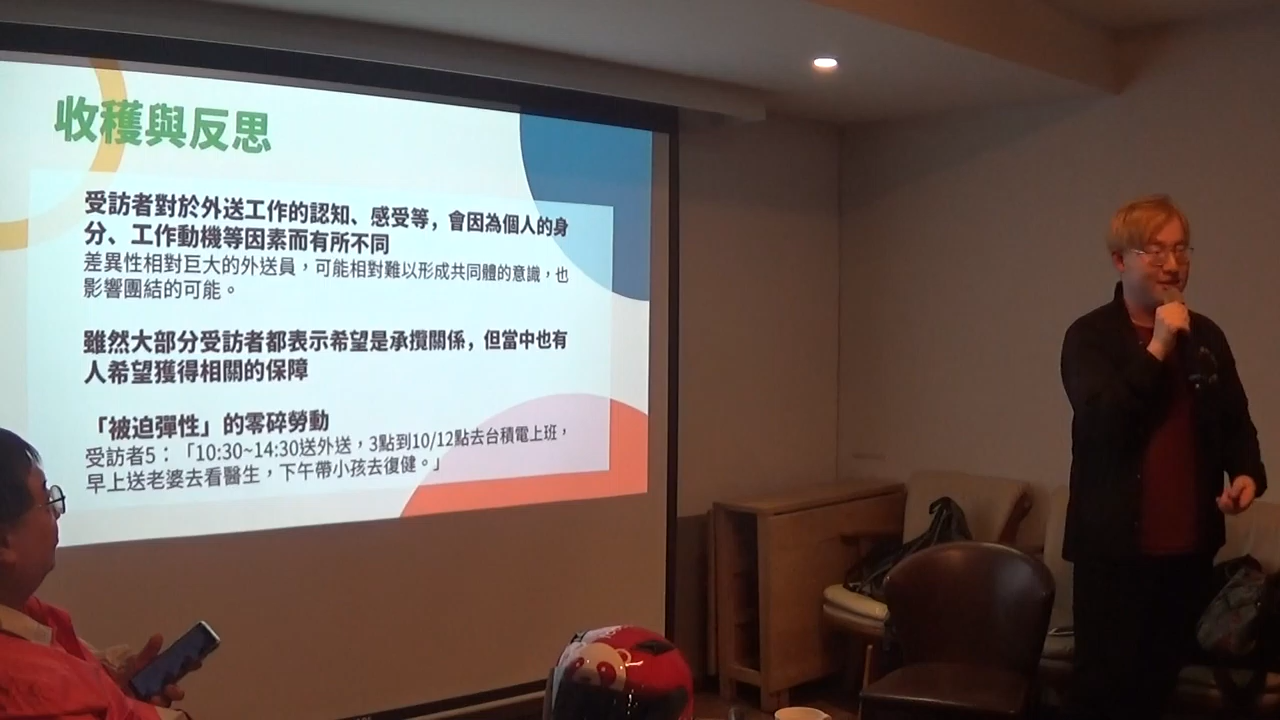 收穫與反思
受訪者對於外送工作的認知、感受等，會因為個人的身
分、工作動機等因素而有所不同
差異性相對巨大的外送員，可能相對難以形成共同體的意識，也
影響團結的可能。
雖然大部分受訪者都表示希望是承攬關係，但當中也有
人希望獲得相關的保障
「被迫彈性」的零碎勞動
受訪者5：「10:30~14:30送外送，3點到10/12點去台積電上班，
早上送老婆去看醫生，下午帶小孩去復健。」